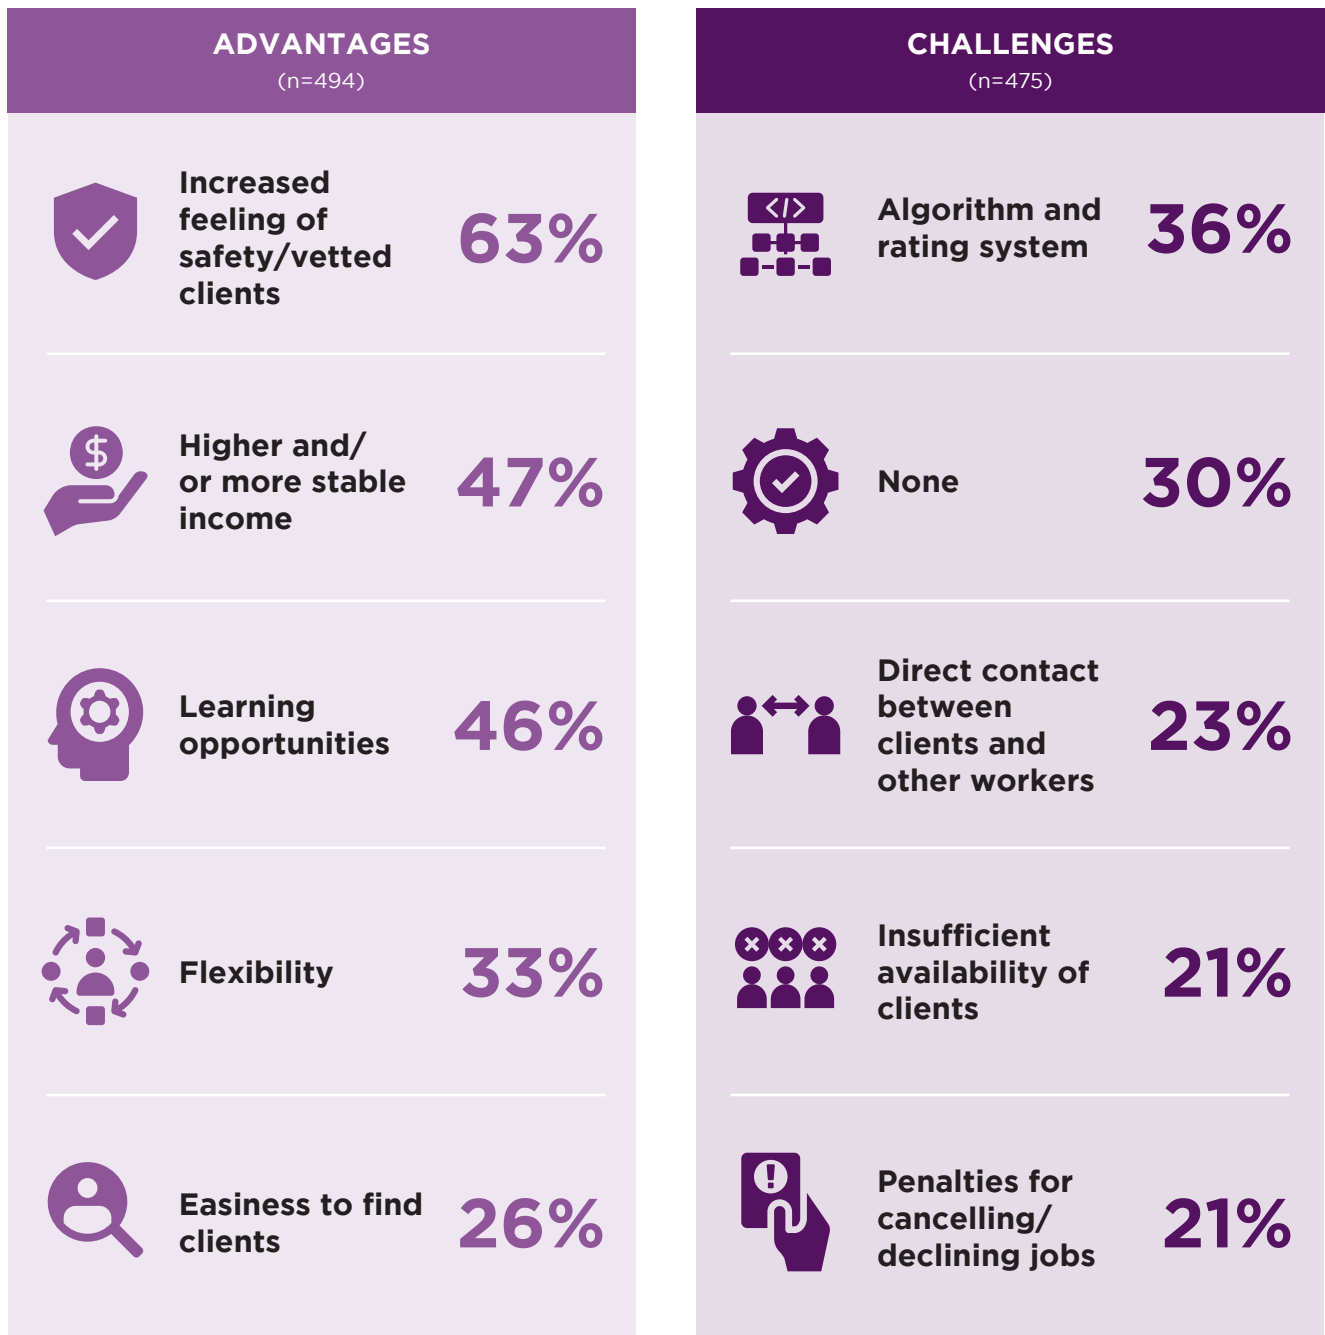 ADVANTAGES
(n=494)
Increased
feeling of
safety/vetted
clients
63%
Higher and/
or more stable
income
47%
Learning
opportunities
46%
Flexibility
33%
Easiness to find
clients
26%
CHALLENGES
(n=475)
</>
Algorithm and
rating system
36%
None
30%
Direct contact
between
clients and
other workers
23%
Insufficient
availability of
clients
21%
Penalties for
cancelling/
declining jobs
21%